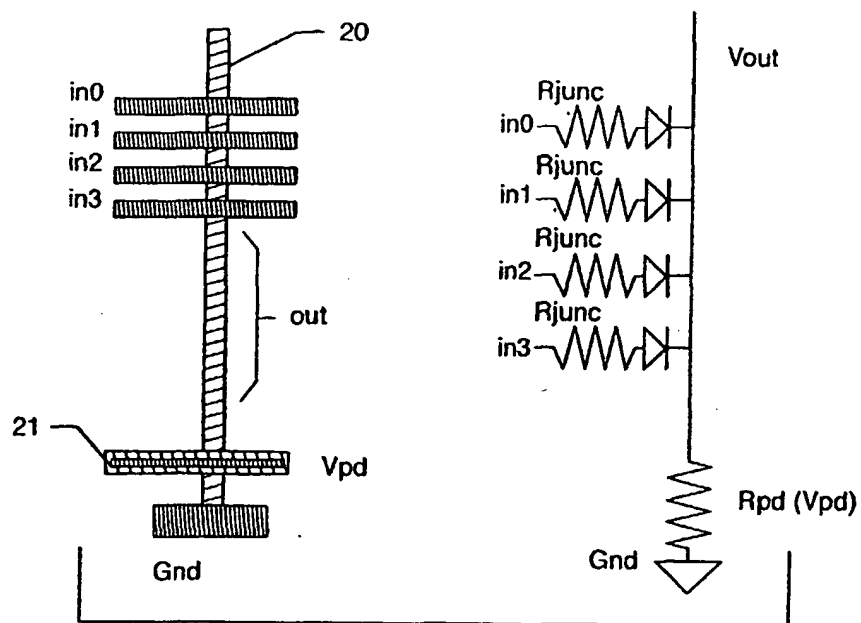 20
in0
in1
in2
in3
out
21
Vpd
Gnd
Vout
Rjunc
in0
Rjunc
in1
Rjunc
in2
Rjunc
in3
Rpd (Vpd)
Gnd